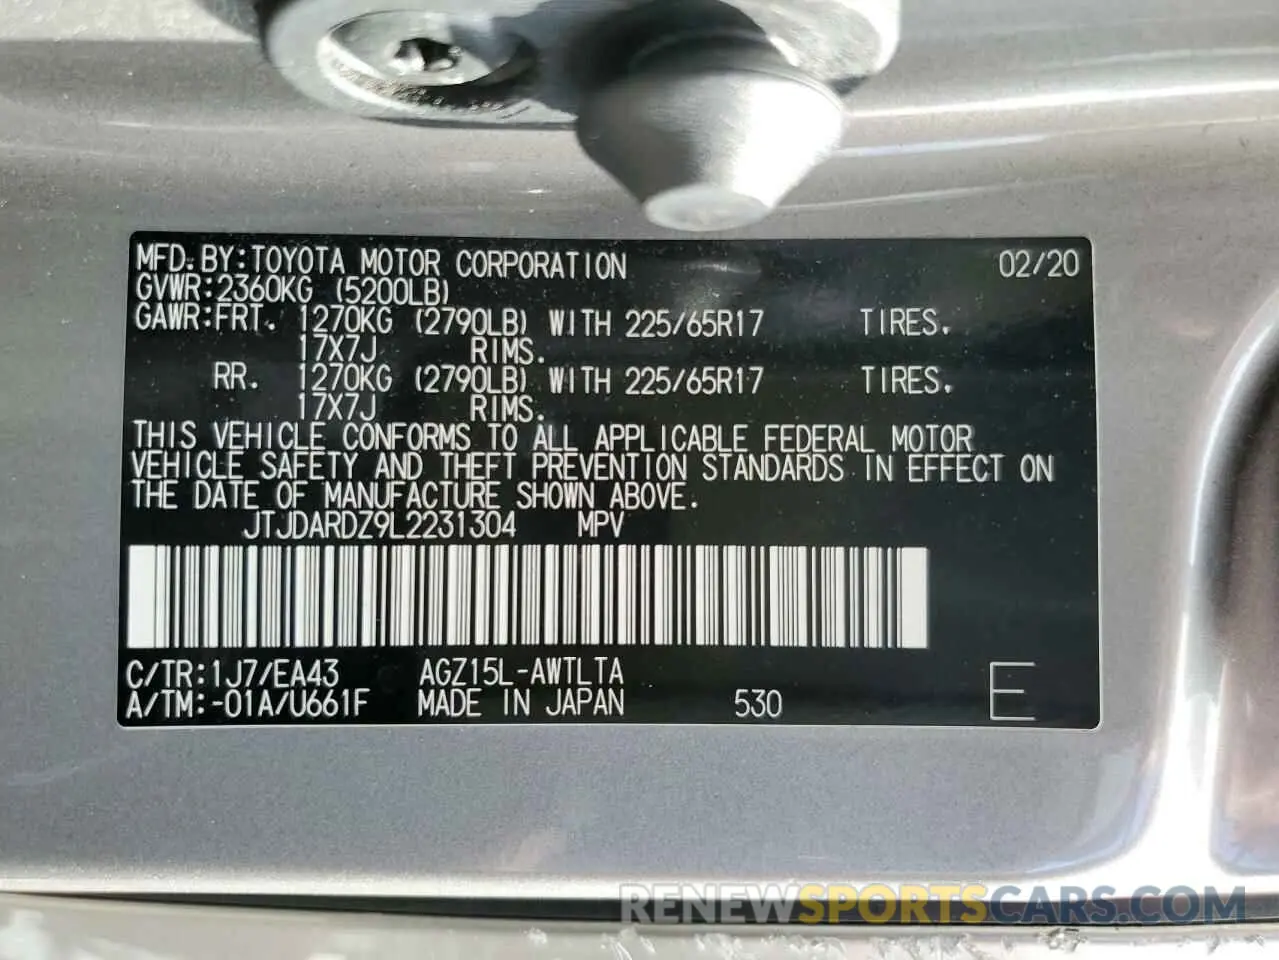 MFD.BY:TOYOTA MOTOR CORPORATION 02/20
GVWR:2360KG (5200LB)
GAWR:FRT. 1270KG (2790LB) WITH 225/65R17 TIRES.
17X7J RIMS.
RR. 1270KG (2790LB) WITH 225/65R17 TIRES.
17X7J RIMS.
THIS VEHICLE CONFORMS TO ALL APPLICABLE FEDERAL MOTOR
VEHICLE SAFETY AND THEFT PREVENTION STANDARDS IN EFFECT ON
THE DATE OF MANUFACTURE SHOWN ABOVE.
JTJDARDZ9L2231304 MPV
C/TR:1J7/EA43 AGZ15L-AWTLTA
A/TM:-01A/U661F MADE IN JAPAN 530 E
RENEWSPORTSCARS.COM